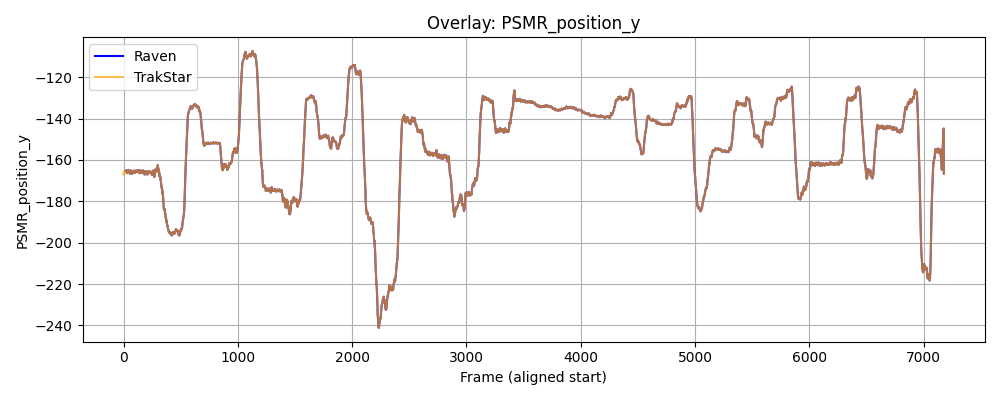 Overlay: PSMR_position_y
Raven
TrakStar
PSMR_position_y
−120
−140
−160
−180
−200
−220
−240
0 1000 2000 3000 4000 5000 6000 7000
Frame (aligned start)